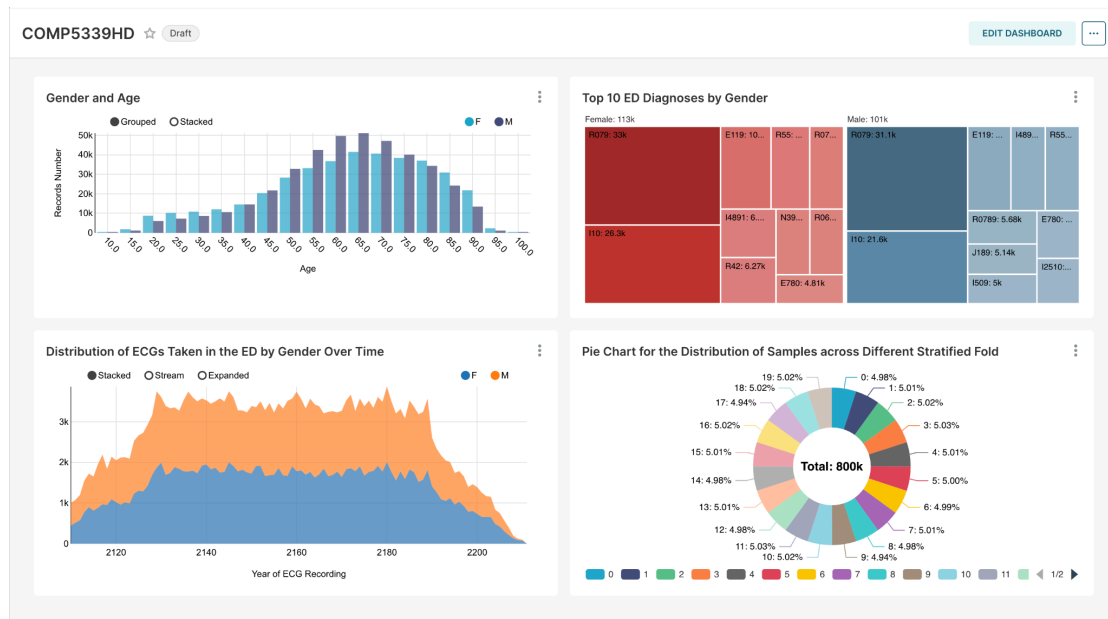 COMP5339HD
Draft
EDIT DASHBOARD
...
Gender and Age
Grouped Stacked F M
Records Number
50k
40k
30k
20k
10k
0
10.0 15.0 20.0 25.0 30.0 35.0 40.0 45.0 50.0 55.0 60.0 65.0 70.0 75.0 80.0 85.0 90.0 95.0 100.0
Age
Top 10 ED Diagnoses by Gender
Female: 113k
R079: 33k
I10: 26.3k
E119: 10...
R55: ...
R07...
I4891: 6....
N39...
R06...
R42: 6.27k
E780: 4.81k
Male: 101k
R079: 31.1k
I10: 21.6k
E119: ...
I489...
R55...
R0789: 5.68k
E780: ...
J189: 5.14k
I2510:...
I509: 5k
Distribution of ECGs Taken in the ED by Gender Over Time
Stacked Stream Expanded F M
3k
2k
1k
0
2120 2140 2160 2180 2200
Year of ECG Recording
Pie Chart for the Distribution of Samples across Different Stratified Fold
19: 5.02%
18: 5.02%
17: 4.94%
16: 5.02%
15: 5.01%
14: 4.98%
13: 5.01%
12: 4.98%
11: 5.03%
10: 5.02%
0: 4.98%
1: 5.01%
2: 5.02%
3: 5.03%
4: 5.01%
5: 5.00%
6: 4.99%
7: 5.01%
8: 4.98%
9: 4.94%
Total: 800k
0 1 2 3 4 5 6 7 8 9 10 11 1/2